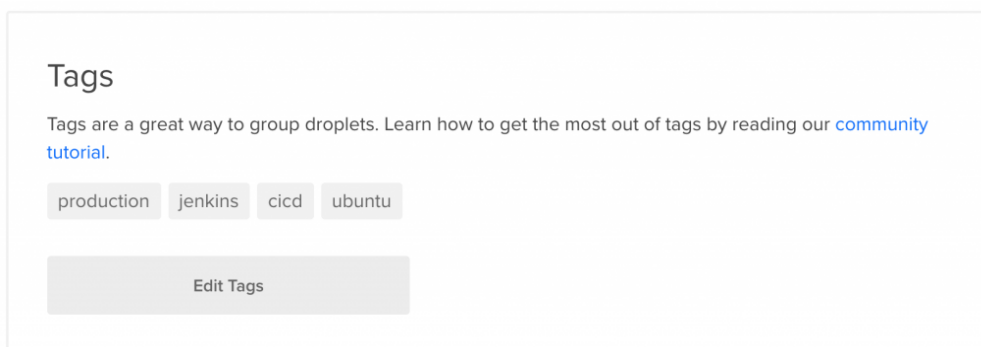 Tags
Tags are a great way to group droplets. Learn how to get the most out of tags by reading our community
tutorial.
production jenkins cicd ubuntu
Edit Tags